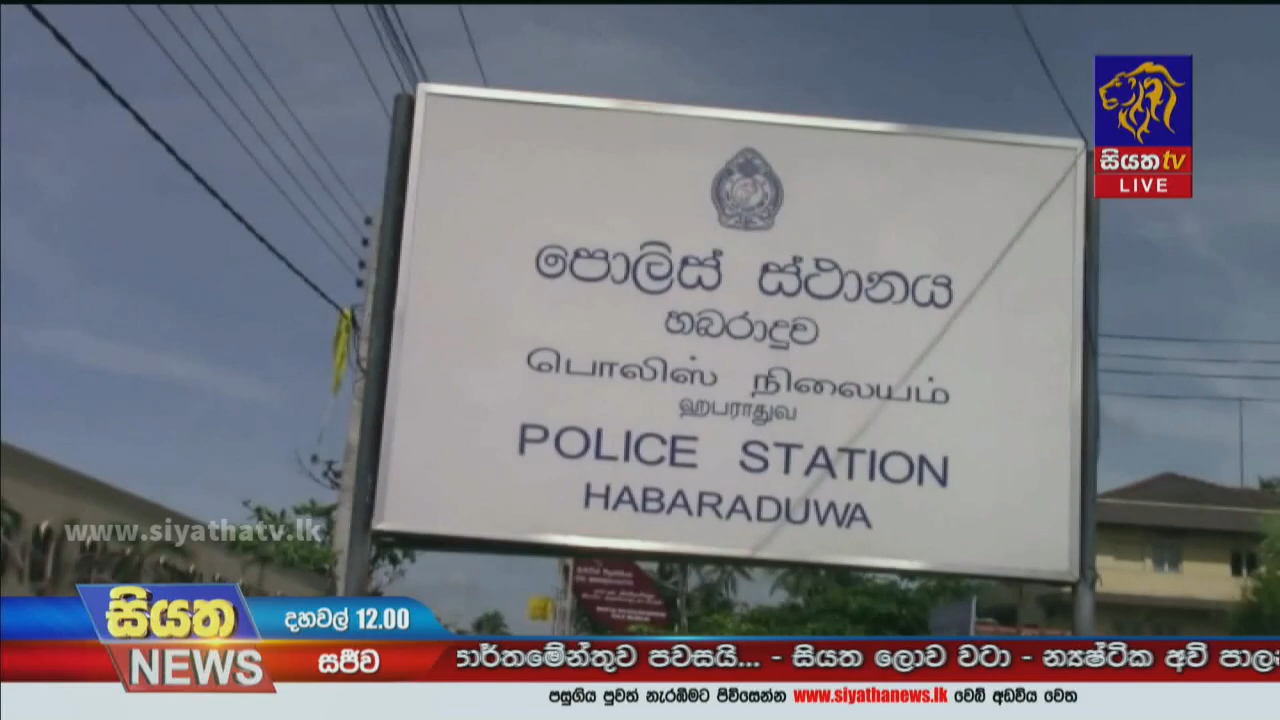 සියත tv
LIVE
පොලිස් ස්ථානය
හබරාදුව
பொலிஸ் நிலையம்
ஹபராதுவ
POLICE STATION
HABARADUWA
www.siyathatv.lk
සියත
NEWS
දහවල් 12.00
සජීව
පාර්තමේන්තුව පවසයි... - සියත ලොව වටා - න්‍යෂ්ටික අවි
පසුගිය පුවත් නැරඹීමට පිවිසෙන්න www.siyathanews.lk වෙබ් අඩවිය වෙත